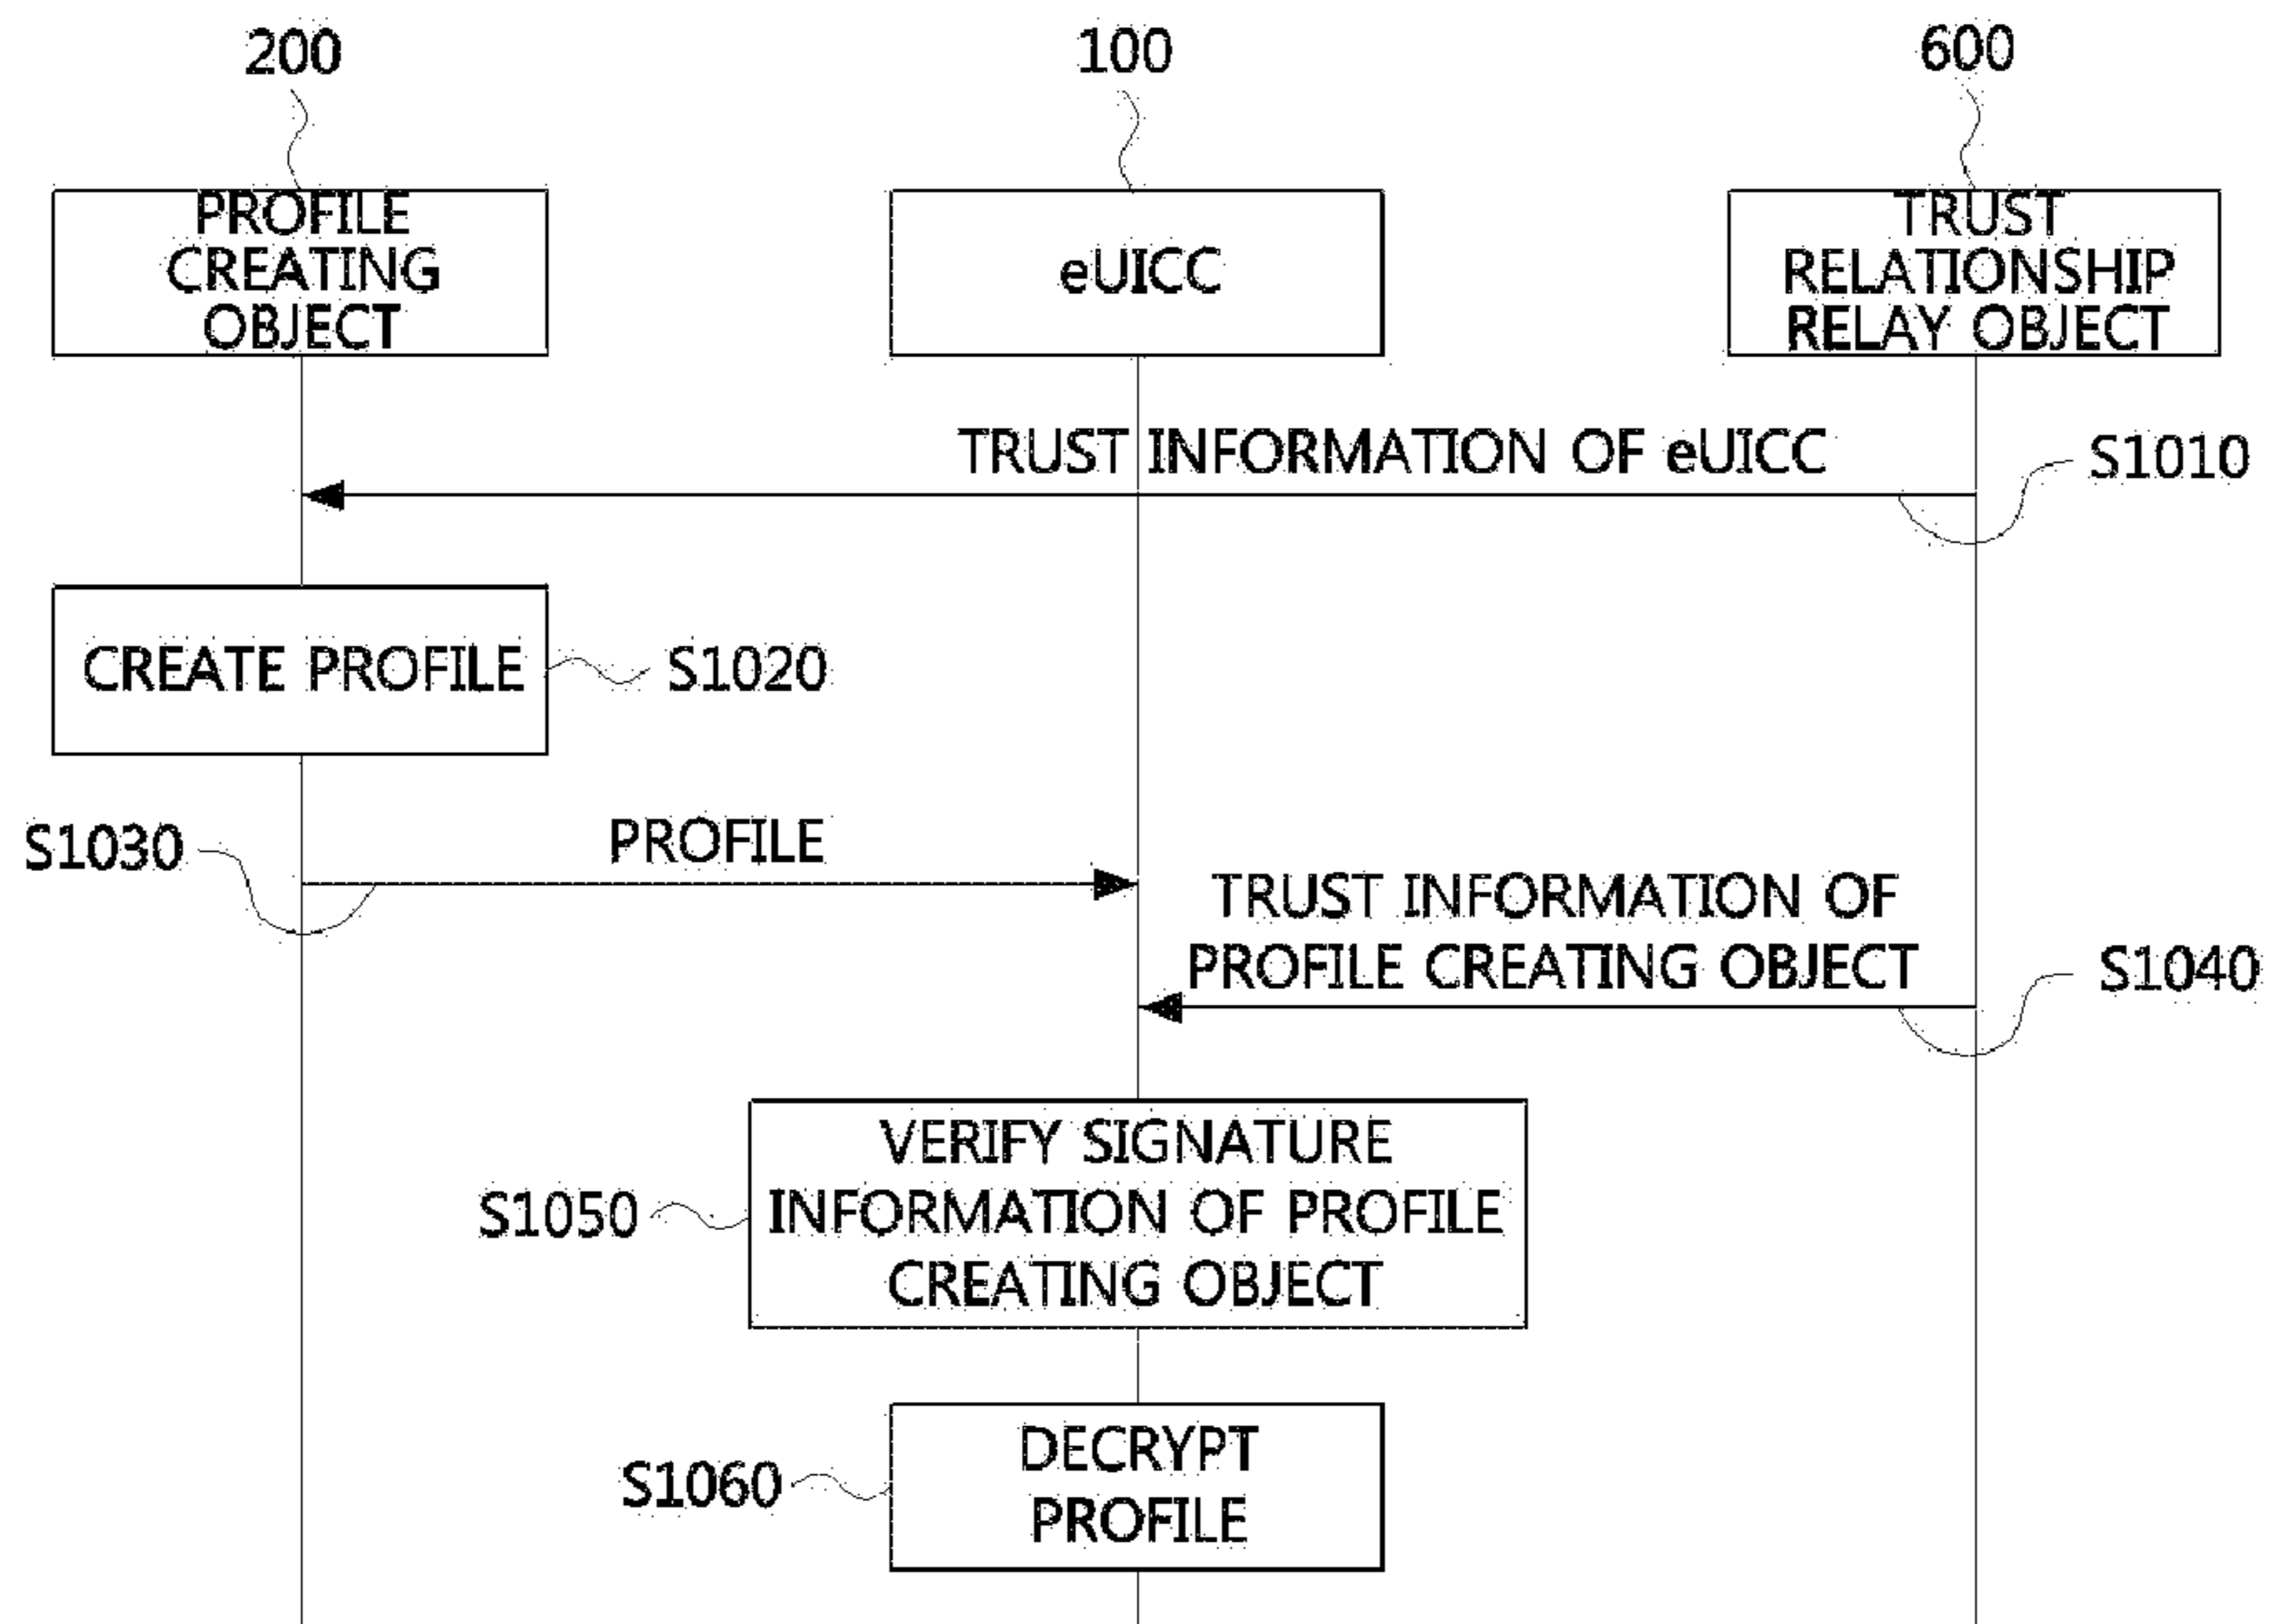 200
100
600
PROFILE
CREATING
OBJECT
eUICC
TRUST
RELATIONSHIP
RELAY OBJECT
TRUST INFORMATION OF eUICC
S1010
CREATE PROFILE
S1020
S1030
PROFILE
TRUST INFORMATION OF
PROFILE CREATING OBJECT
S1040
VERIFY SIGNATURE
INFORMATION OF PROFILE
CREATING OBJECT
S1050
DECRYPT
PROFILE
S1060